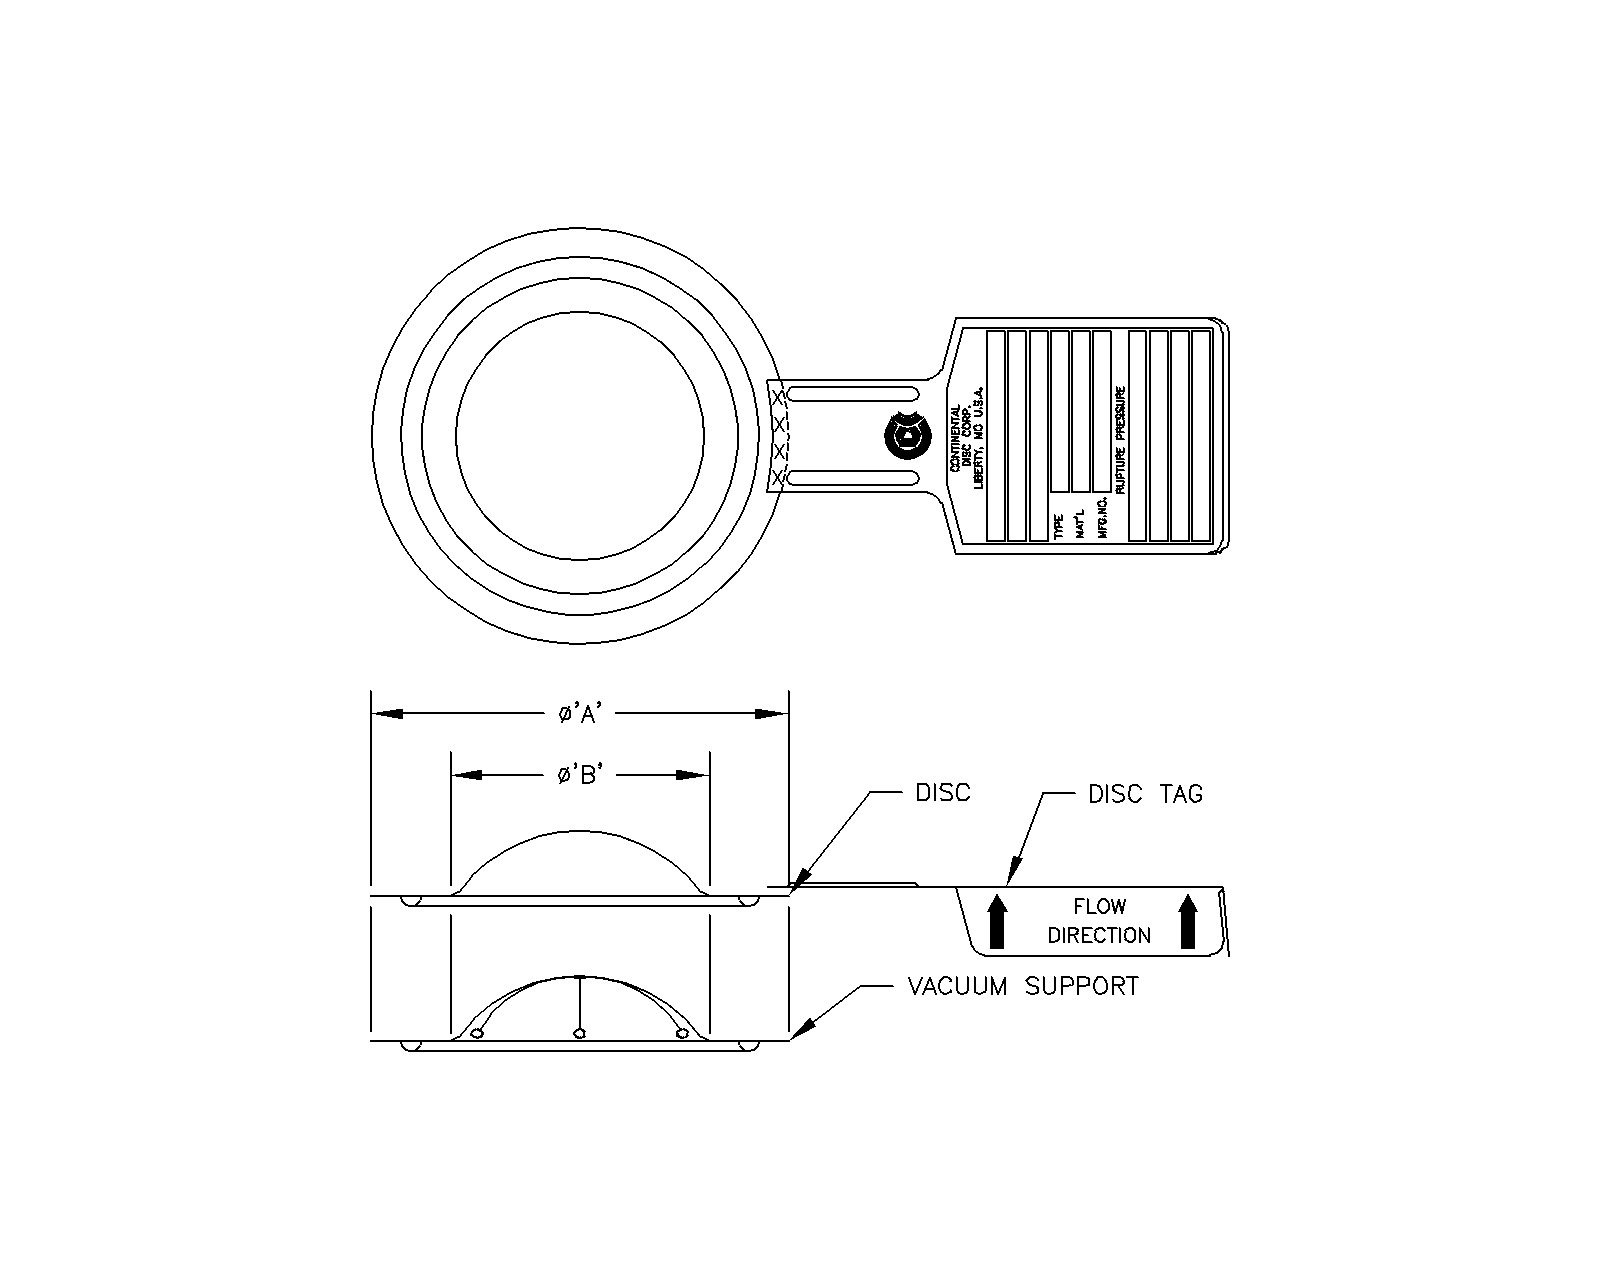 CONTINENTAL
DISC CORP.
LIBERTY, MO U.S.A.
TYPE
MAT'L
MFG.NO.
RUPTURE PRESSURE
Ø'A'
Ø'B'
DISC
DISC TAG
FLOW
DIRECTION
VACUUM SUPPORT